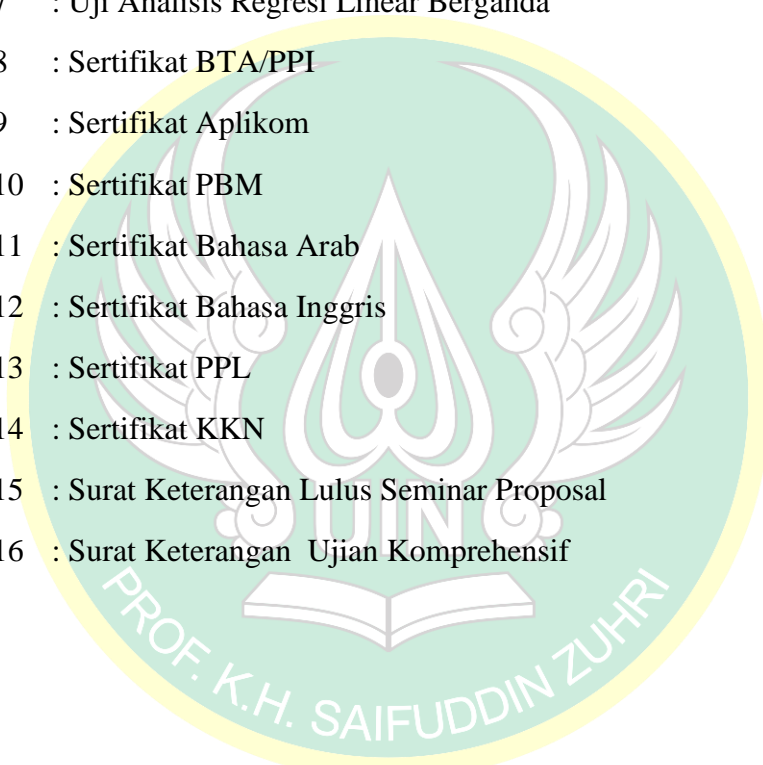 7 : Uji Analisis Regresi Linear Berganda
8 : Sertifikat BTA/PPI
9 : Sertifikat Aplikom
10 : Sertifikat PBM
11 : Sertifikat Bahasa Arab
12 : Sertifikat Bahasa Inggris
13 : Sertifikat PPL
14 : Sertifikat KKN
15 : Surat Keterangan Lulus Seminar Proposal
16 : Surat Keterangan Ujian Komprehensif
UIN
PROF. K.H. SAIFUDDIN ZUHRI